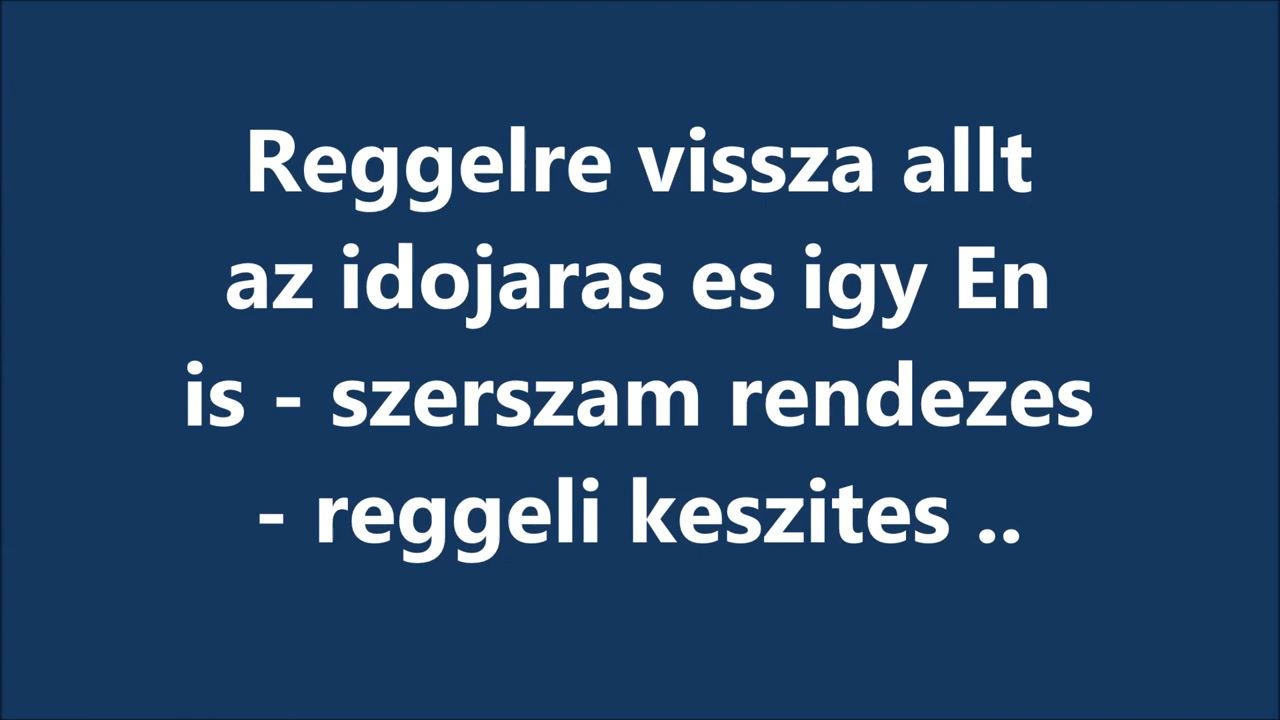 Reggelre vissza allt
az idojaras es igy En
is - szerszam rendezes
- reggeli keszites ..